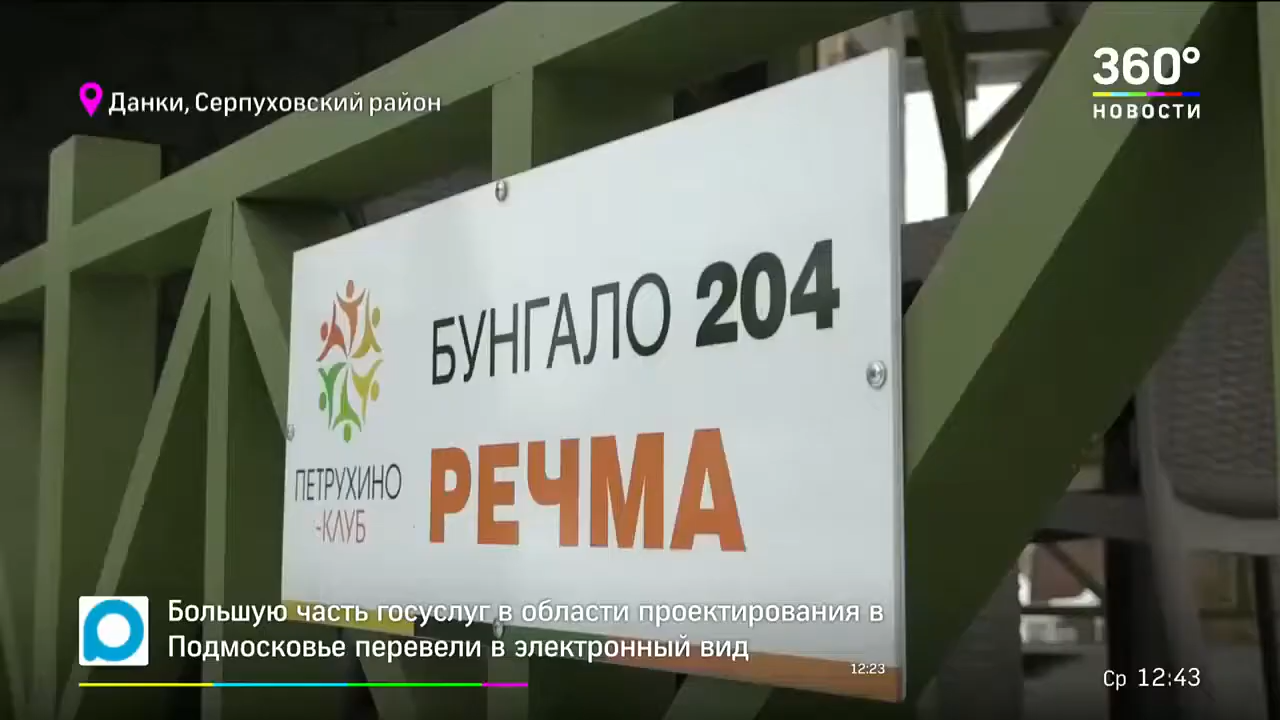 Данки, Серпуховский район
360°
НОВОСТИ
БУНГАЛО 204
РЕЧМА
ПЕТРУХИНО
-КЛУБ
Большую часть госуслуг в области проектирования в
Подмосковье перевели в электронный вид
12:23
Ср 12:43